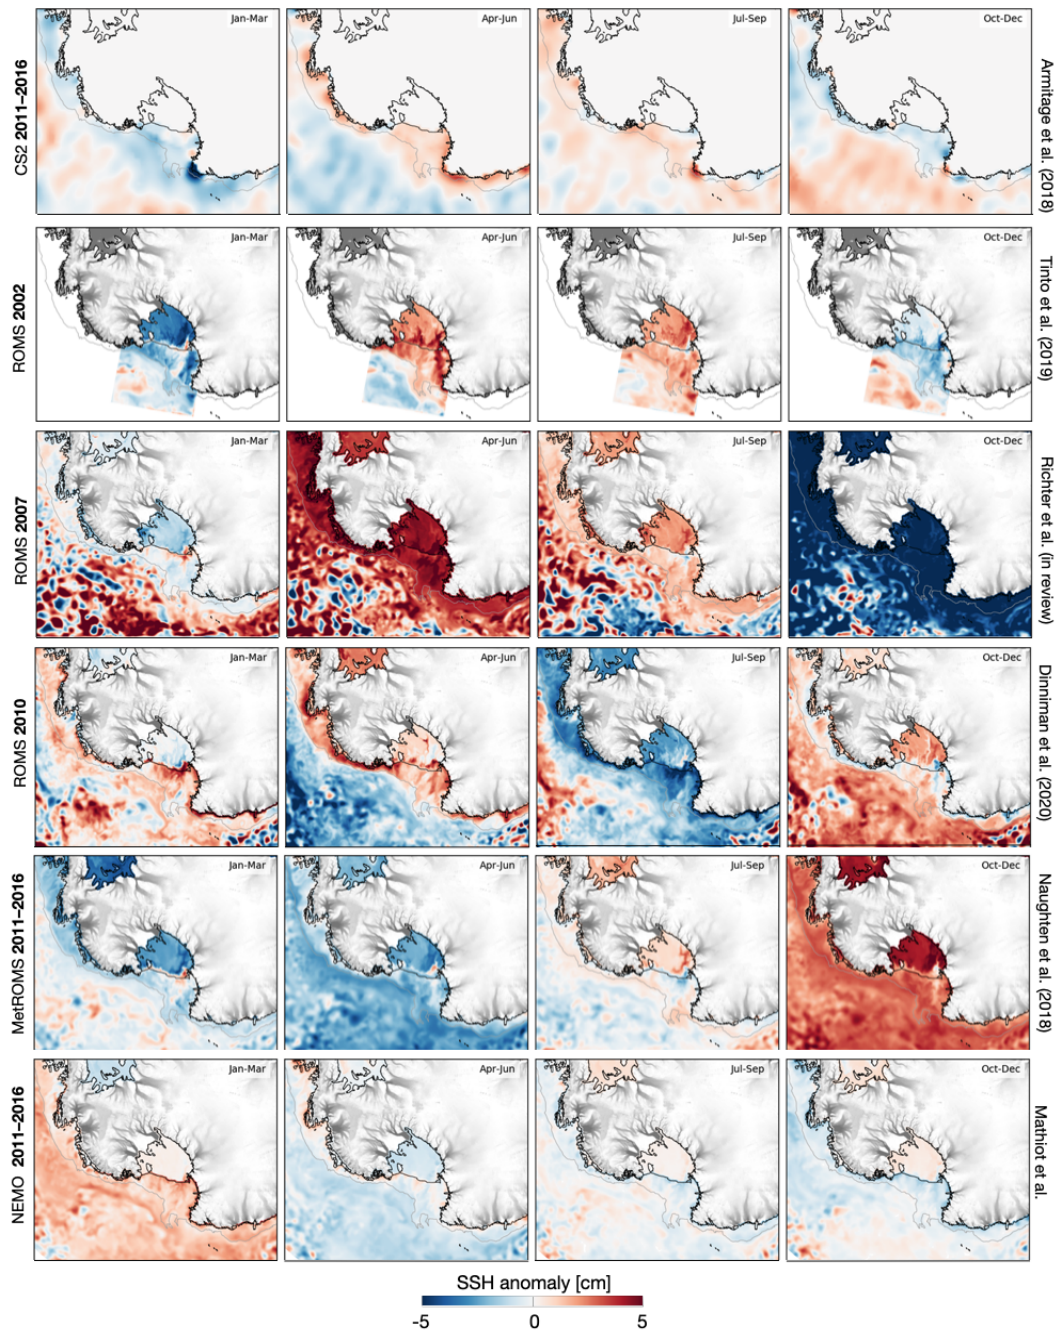 CS2 2011–2016
Jan-Mar
Apr-Jun
Jul-Sep
Oct-Dec
Armitage et al. (2018)
ROMS 2002
Jan-Mar
Apr-Jun
Jul-Sep
Oct-Dec
Tinto et al. (2019)
ROMS 2007
Jan-Mar
Apr-Jun
Jul-Sep
Oct-Dec
Richter et al. (in review)
ROMS 2010
Jan-Mar
Apr-Jun
Jul-Sep
Oct-Dec
Dinniman et al. (2020)
MetROMS 2011–2016
Jan-Mar
Apr-Jun
Jul-Sep
Oct-Dec
Naughten et al. (2018)
NEMO 2011–2016
Jan-Mar
Apr-Jun
Jul-Sep
Oct-Dec
Mathiot et al.
SSH anomaly [cm]
-5 0 5